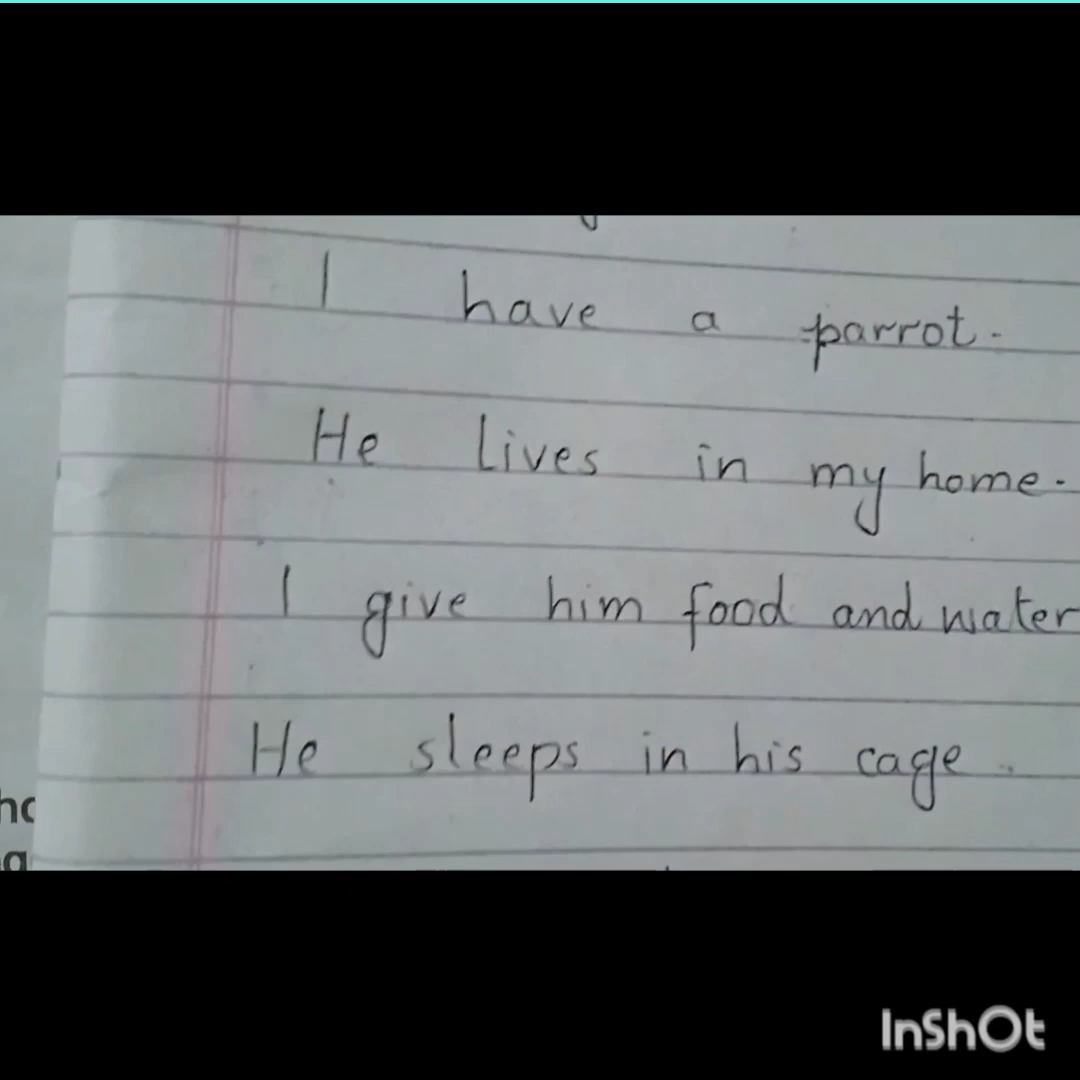 I have a parrot.
He lives in my home.
I give him food and water
He sleeps in his cage.
InShOt